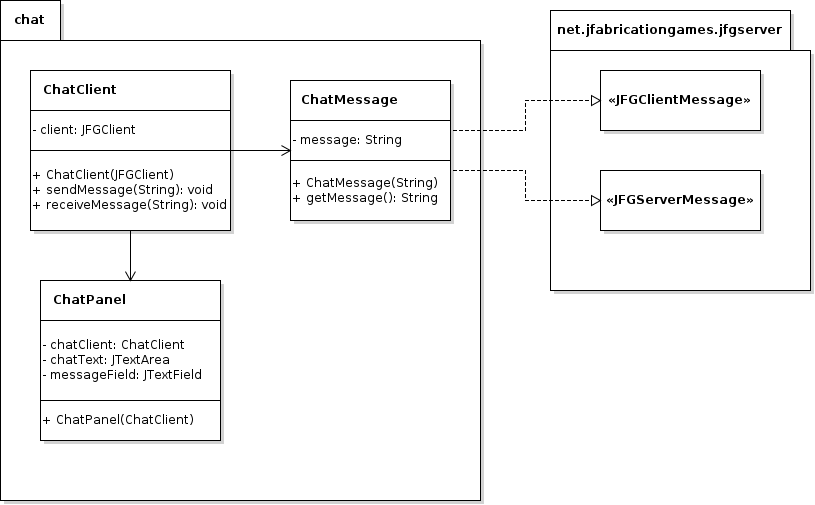 chat
ChatClient
- client: JFGClient
+ ChatClient(JFGClient)
+ sendMessage(String): void
+ receiveMessage(String): void
ChatMessage
- message: String
+ ChatMessage(String)
+ getMessage(): String
ChatPanel
- chatClient: ChatClient
- chatText: JTextArea
- messageField: JTextField
+ ChatPanel(ChatClient)
net.jfabricationgames.jfgserver
«JFGClientMessage»
«JFGServerMessage»